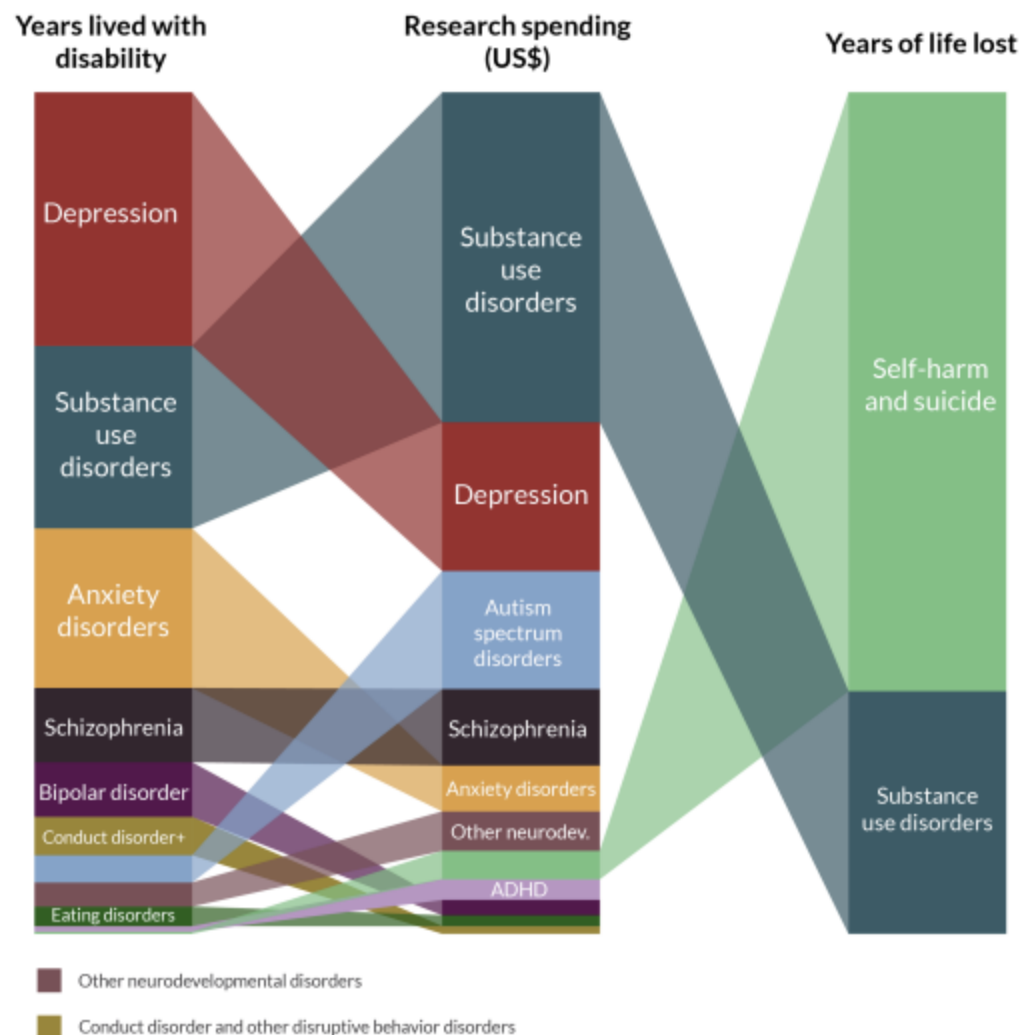 Years lived with
disability
Research spending
(US$)
Years of life lost
Depression
Substance
use
disorders
Anxiety
disorders
Schizophrenia
Bipolar disorder
Conduct disorder+
Eating disorders
Substance
use
disorders
Depression
Autism
spectrum
disorders
Schizophrenia
Anxiety disorders
Other neurodev.
ADHD
Self-harm
and suicide
Substance
use disorders
Other neurodevelopmental disorders
Conduct disorder and other disruptive behavior disorders